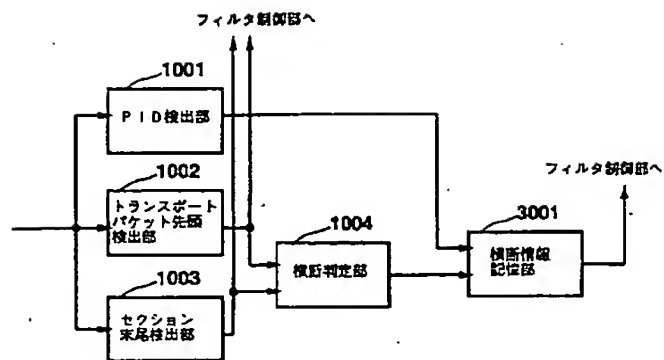 フィルタ制御部へ
1001
PID検出部
1002
トランスポート
パケット先頭
検出部
1003
セクション
末尾検出部
1004
横断判定部
3001
横断情報
記憶部
フィルタ制御部へ